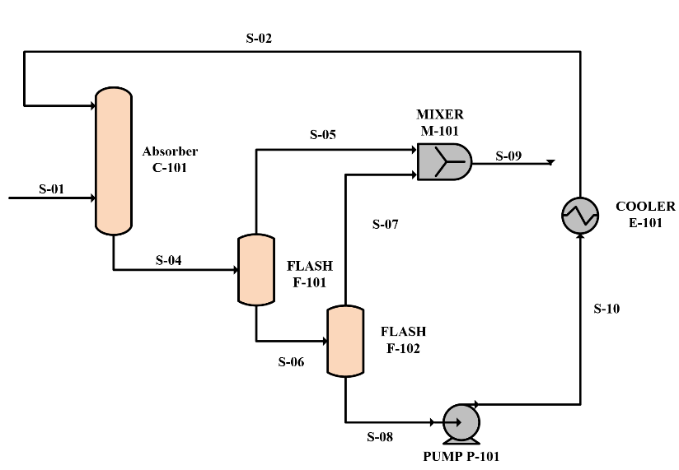 S-02
MIXER
M-101
S-05
Absorber
C-101
S-09
S-01
COOLER
E-101
S-07
S-04
FLASH
F-101
S-10
FLASH
F-102
S-06
S-08
PUMP P-101